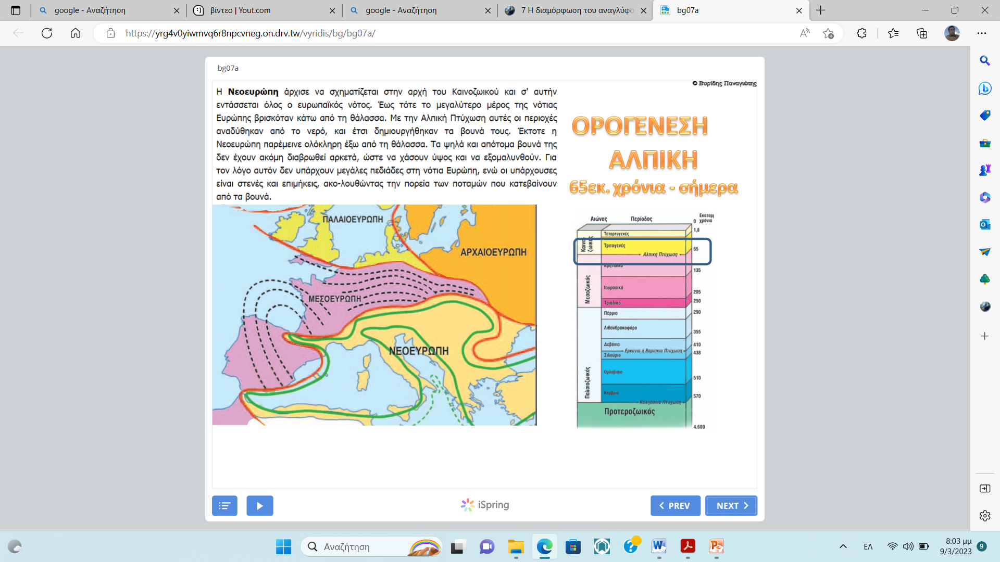 google - Αναζήτηση
βίντεο | Yout.com
google - Αναζήτηση
7 Η διαμόρφωση του αναγλύφο
bg07a
https://yrg4v0yiwmvq6r8npcvneg.on.drv.tw/vyridis/bg/bg07a/
bg07a
© Βυρίδης Παναγιώτης
Η Νεοευρώπη άρχισε να σχηματίζεται στην αρχή του Καινοζωικού και σ' αυτήν
εντάσσεται όλος ο ευρωπαϊκός νότος. Έως τότε το μεγαλύτερο μέρος της νότιας
Ευρώπης βρισκόταν κάτω από τη θάλασσα. Με την Αλπική Πτύχωση αυτές οι περιοχές
αναδύθηκαν από το νερό, και έτσι δημιουργήθηκαν τα βουνά τους. Έκτοτε η
Νεοευρώπη παρέμεινε ολόκληρη έξω από τη θάλασσα. Τα ψηλά και απότομα βουνά της
δεν έχουν ακόμη διαβρωθεί αρκετά, ώστε να χάσουν ύψος και να εξομαλυνθούν. Για
τον λόγο αυτόν δεν υπάρχουν μεγάλες πεδιάδες στη νότια Ευρώπη, ενώ οι υπάρχουσες
είναι στενές και επιμήκεις, ακο-λουθώντας την πορεία των ποταμών που κατεβαίνουν
από τα βουνά.
ΟΡΟΓΕΝΕΣΗ
ΑΛΠΙΚΗ
65εκ. χρόνια - σήμερα
ΠΑΛΑΙΟΕΥΡΩΠΗ
ΑΡΧΑΙΟΕΥΡΩΠΗ
ΜΕΣΟΕΥΡΩΠΗ
ΝΕΟΕΥΡΩΠΗ
Αιώνας
Περίοδος
Εκατομ
χρόνια
0
1,8
Τεταρτογενές
Καινο-
ζωικός
Τριτογενές
65
Αλπική Πτύχωση
Κρητιδικό
135
Μεσοζωικός
Ιουρασικό
205
Τριαδικό
250
Πέρμιο
290
Λιθανθρακοφόρο
355
Δεβόνιο
410
Ερκύνια ή Βαρίσκια Πτύχωση
438
Σιλούριο
Παλαιοζωικός
Ορδοβίσιο
510
Κάμβριο
570
Καληδόνια Πτύχωση
Προτεροζωικός
4.600
iSpring
PREV
NEXT
Αναζήτηση
ΕΛ
8:03 μμ
9/3/2023
9